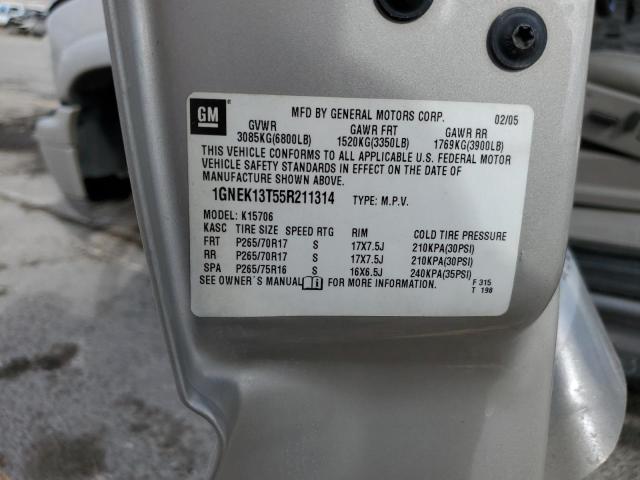 GM MFD BY GENERAL MOTORS CORP. 02/05
GVWR GAWR FRT GAWR RR
3085KG(6800LB) 1520KG(3350LB) 1769KG(3900LB)
THIS VEHICLE CONFORMS TO ALL APPLICABLE U.S. FEDERAL MOTOR
VEHICLE SAFETY STANDARDS IN EFFECT ON THE DATE OF
MANUFACTURE SHOWN ABOVE.
1GNEK13T55R211314 TYPE: M.P.V.
MODEL: K15706
KASC TIRE SIZE SPEED RTG RIM COLD TIRE PRESSURE
FRT P265/70R17 S 17X7.5J 210KPA(30PSI)
RR P265/70R17 S 17X7.5J 210KPA(30PSI)
SPA P265/75R16 S 16X6.5J 240KPA(35PSI)
SEE OWNER'S MANUAL FOR MORE INFORMATION. F 315
T 198